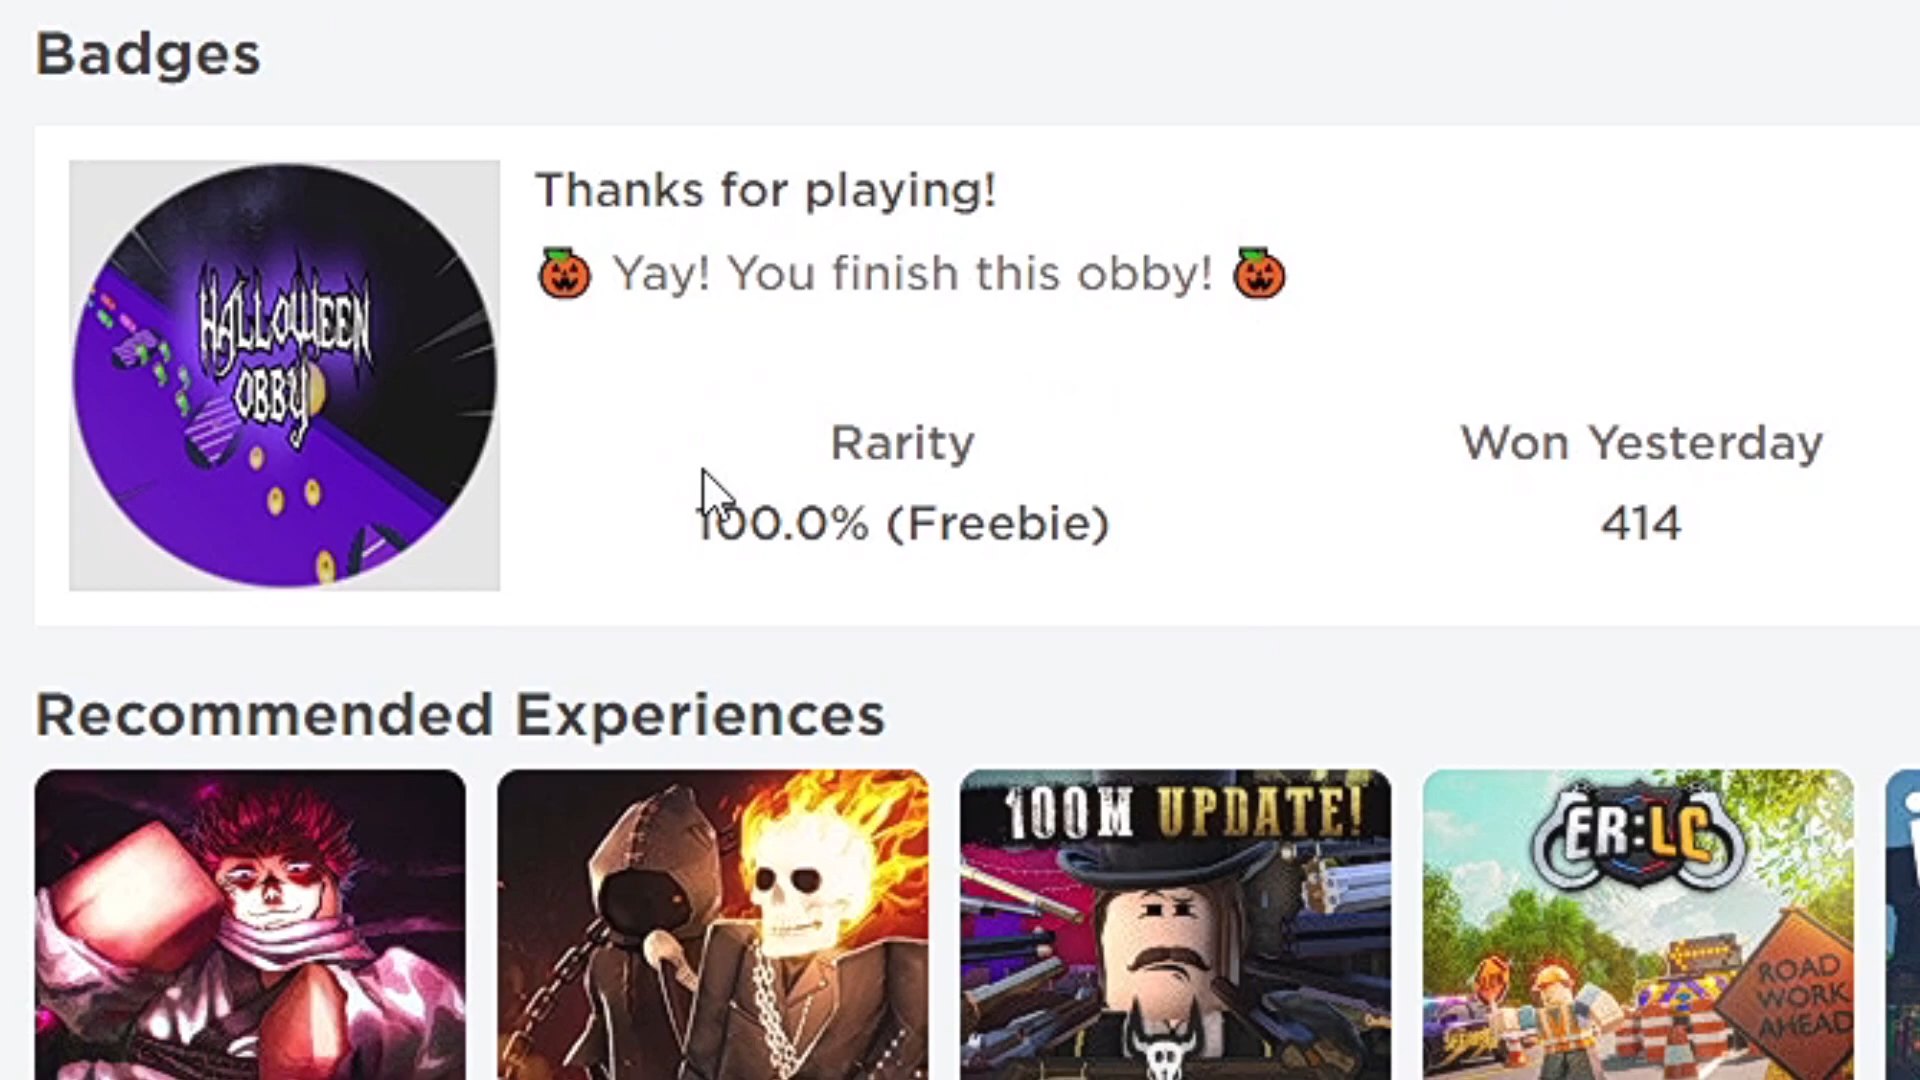 Badges
Thanks for playing!
🎃 Yay! You finish this obby! 🎃
HALLOWEEN
OBBY
Rarity
Won Yesterday
100.0% (Freebie)
414
Recommended Experiences
100M UPDATE!
ER:LC
ROAD
WORK
AHEAD